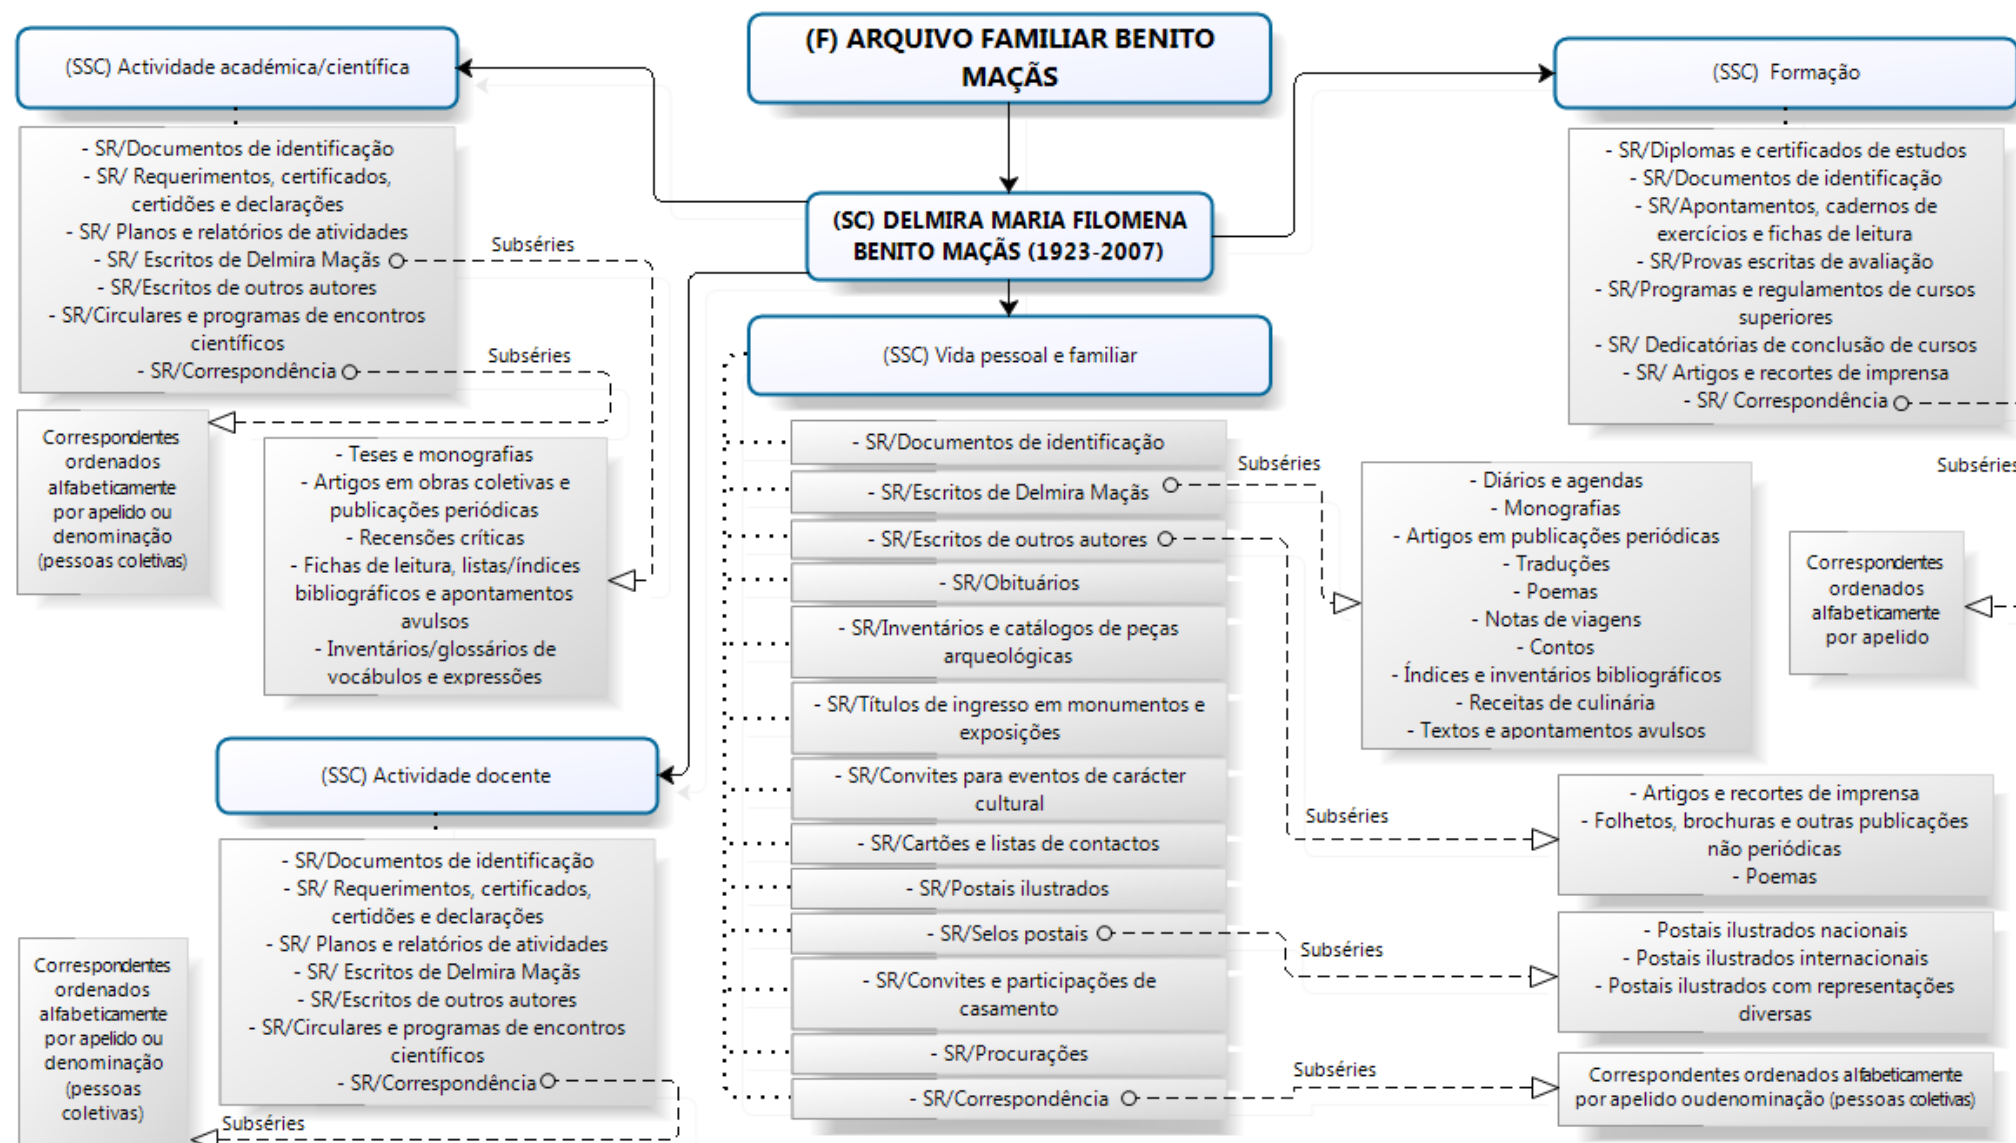 (F) ARQUIVO FAMILIAR BENITO
MAÇÃS
(SC) DELMIRA MARIA FILOMENA
BENITO MAÇÃS (1923-2007)
(SSC) Actividade académica/científica
- SR/Documentos de identificação
- SR/ Requerimentos, certificados,
certidões e declarações
- SR/ Planos e relatórios de atividades
- SR/ Escritos de Delmira Maçãs
- SR/Escritos de outros autores
- SR/Circulares e programas de encontros
científicos
- SR/Correspondência
Subséries
Subséries
Correspondentes
ordenados
alfabeticamente
por apelido ou
denominação
(pessoas coletivas)
- Teses e monografias
- Artigos em obras coletivas e
publicações periódicas
- Recensões críticas
- Fichas de leitura, listas/índices
bibliográficos e apontamentos
avulsos
- Inventários/glossários de
vocábulos e expressões
(SSC) Actividade docente
- SR/Documentos de identificação
- SR/ Requerimentos, certificados,
certidões e declarações
- SR/ Planos e relatórios de atividades
- SR/ Escritos de Delmira Maçãs
- SR/Escritos de outros autores
- SR/Circulares e programas de encontros
científicos
- SR/Correspondência
Correspondentes
ordenados
alfabeticamente
por apelido ou
denominação
(pessoas
coletivas)
Subséries
(SSC) Vida pessoal e familiar
- SR/Documentos de identificação
- SR/Escritos de Delmira Maçãs
- SR/Escritos de outros autores
- SR/Obituários
- SR/Inventários e catálogos de peças
arqueológicas
- SR/Títulos de ingresso em monumentos e
exposições
- SR/Convites para eventos de carácter
cultural
- SR/Cartões e listas de contactos
- SR/Postais ilustrados
- SR/Selos postais
- SR/Convites e participações de
casamento
- SR/Procurações
- SR/Correspondência
Subséries
- Diários e agendas
- Monografias
- Artigos em publicações periódicas
- Traduções
- Poemas
- Notas de viagens
- Contos
- Índices e inventários bibliográficos
- Receitas de culinária
- Textos e apontamentos avulsos
Subséries
- Artigos e recortes de imprensa
- Folhetos, brochuras e outras publicações
não periódicas
- Poemas
Subséries
- Postais ilustrados nacionais
- Postais ilustrados internacionais
- Postais ilustrados com representações
diversas
Subséries
Correspondentes ordenados alfabeticamente
por apelido oudenominação (pessoas coletivas)
(SSC) Formação
- SR/Diplomas e certificados de estudos
- SR/Documentos de identificação
- SR/Apontamentos, cadernos de
exercícios e fichas de leitura
- SR/Provas escritas de avaliação
- SR/Programas e regulamentos de cursos
superiores
- SR/ Dedicatórias de conclusão de cursos
- SR/ Artigos e recortes de imprensa
- SR/ Correspondência
Subséries
Correspondentes
ordenados
alfabeticamente
por apelido